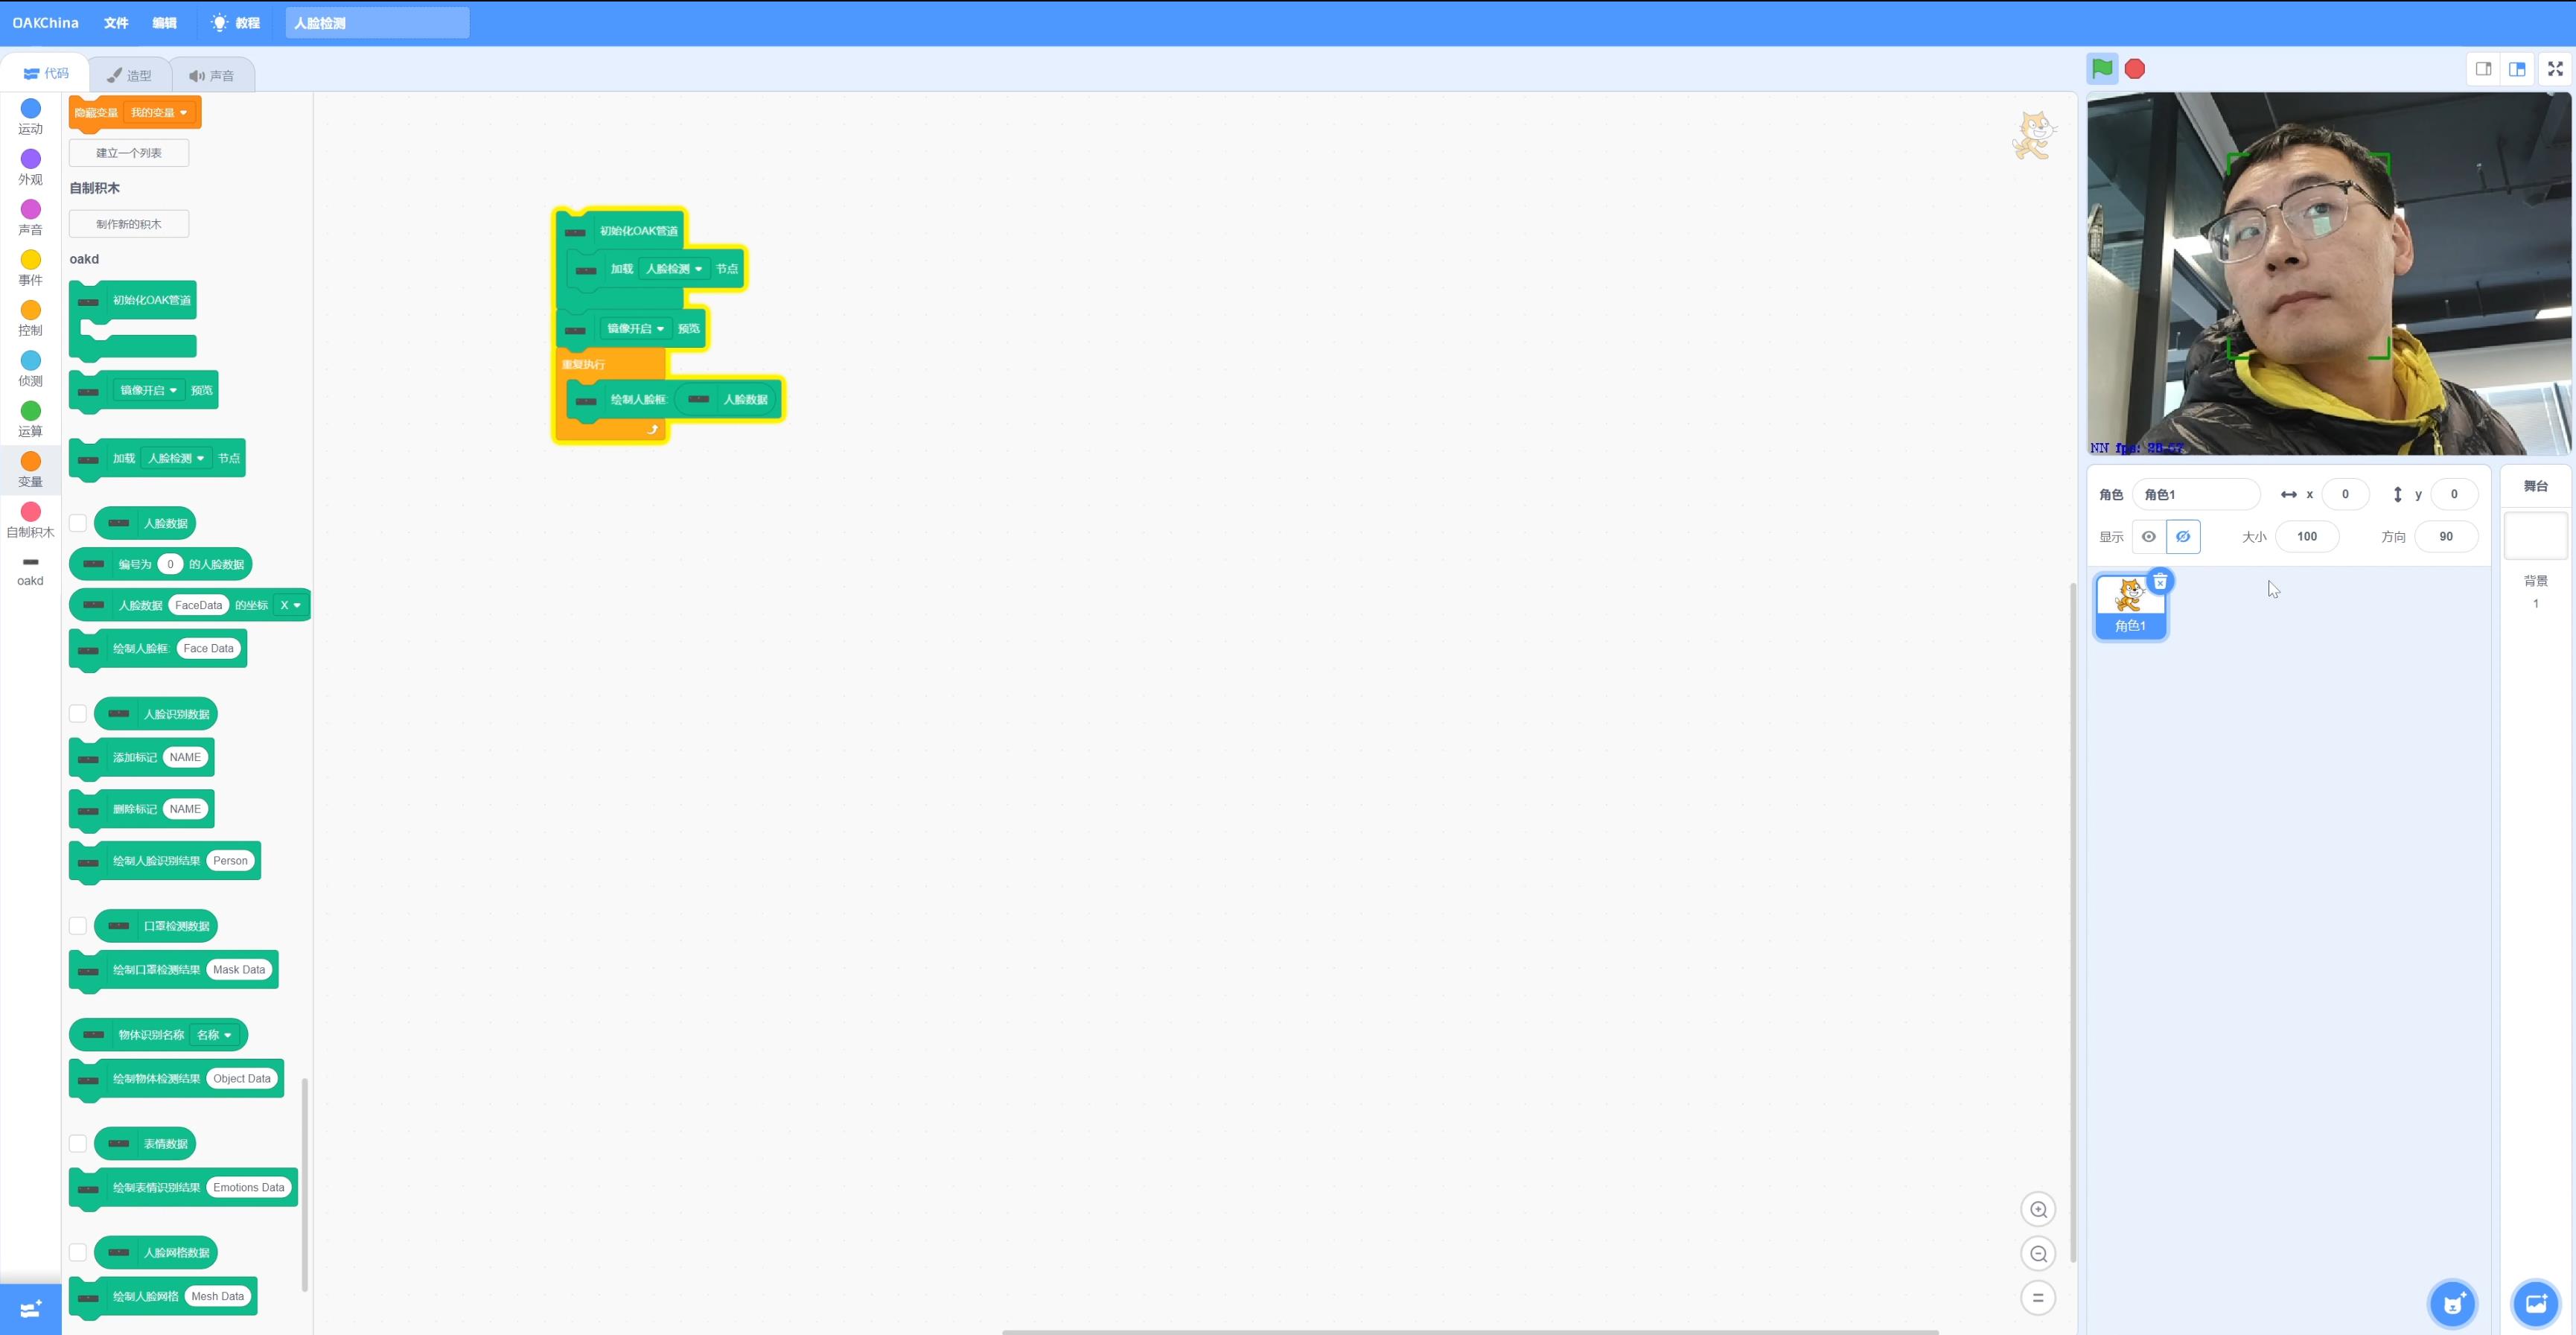 OAKChina 文件 编辑 教程 人脸检测
代码 造型 声音
运动
外观
声音
事件
控制
侦测
运算
变量
自制积木
oakd
隐藏变量 我的变量
建立一个列表
自制积木
制作新的积木
oakd
初始化OAK管道
镜像开启 预览
加载 人脸检测 节点
人脸数据
编号为 0 的人脸数据
人脸数据 FaceData 的坐标 X
绘制人脸框: Face Data
人脸识别数据
添加标记 NAME
删除标记 NAME
绘制人脸识别结果 Person
口罩检测数据
绘制口罩检测结果 Mask Data
物体识别名称 名称
绘制物体检测结果 Object Data
表情数据
绘制表情识别结果 Emotions Data
人脸网格数据
绘制人脸网格 Mesh Data
初始化OAK管道
加载 人脸检测 节点
镜像开启 预览
重复执行
绘制人脸框: 人脸数据
NN fps:
角色 角色1 x 0 y 0
显示 大小 100 方向 90
角色1
舞台
背景
1